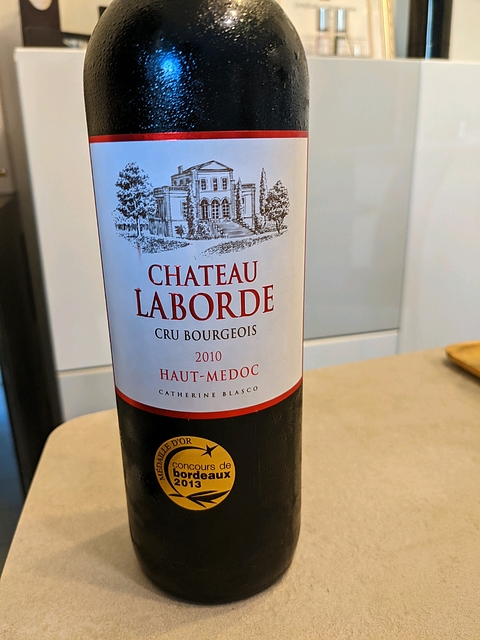 CHATEAU
LABORDE
CRU BOURGEOIS
2010
HAUT-MEDOC
CATHERINE BLASCO
MÉDAILLE D'OR
concours de
bordeaux
2013